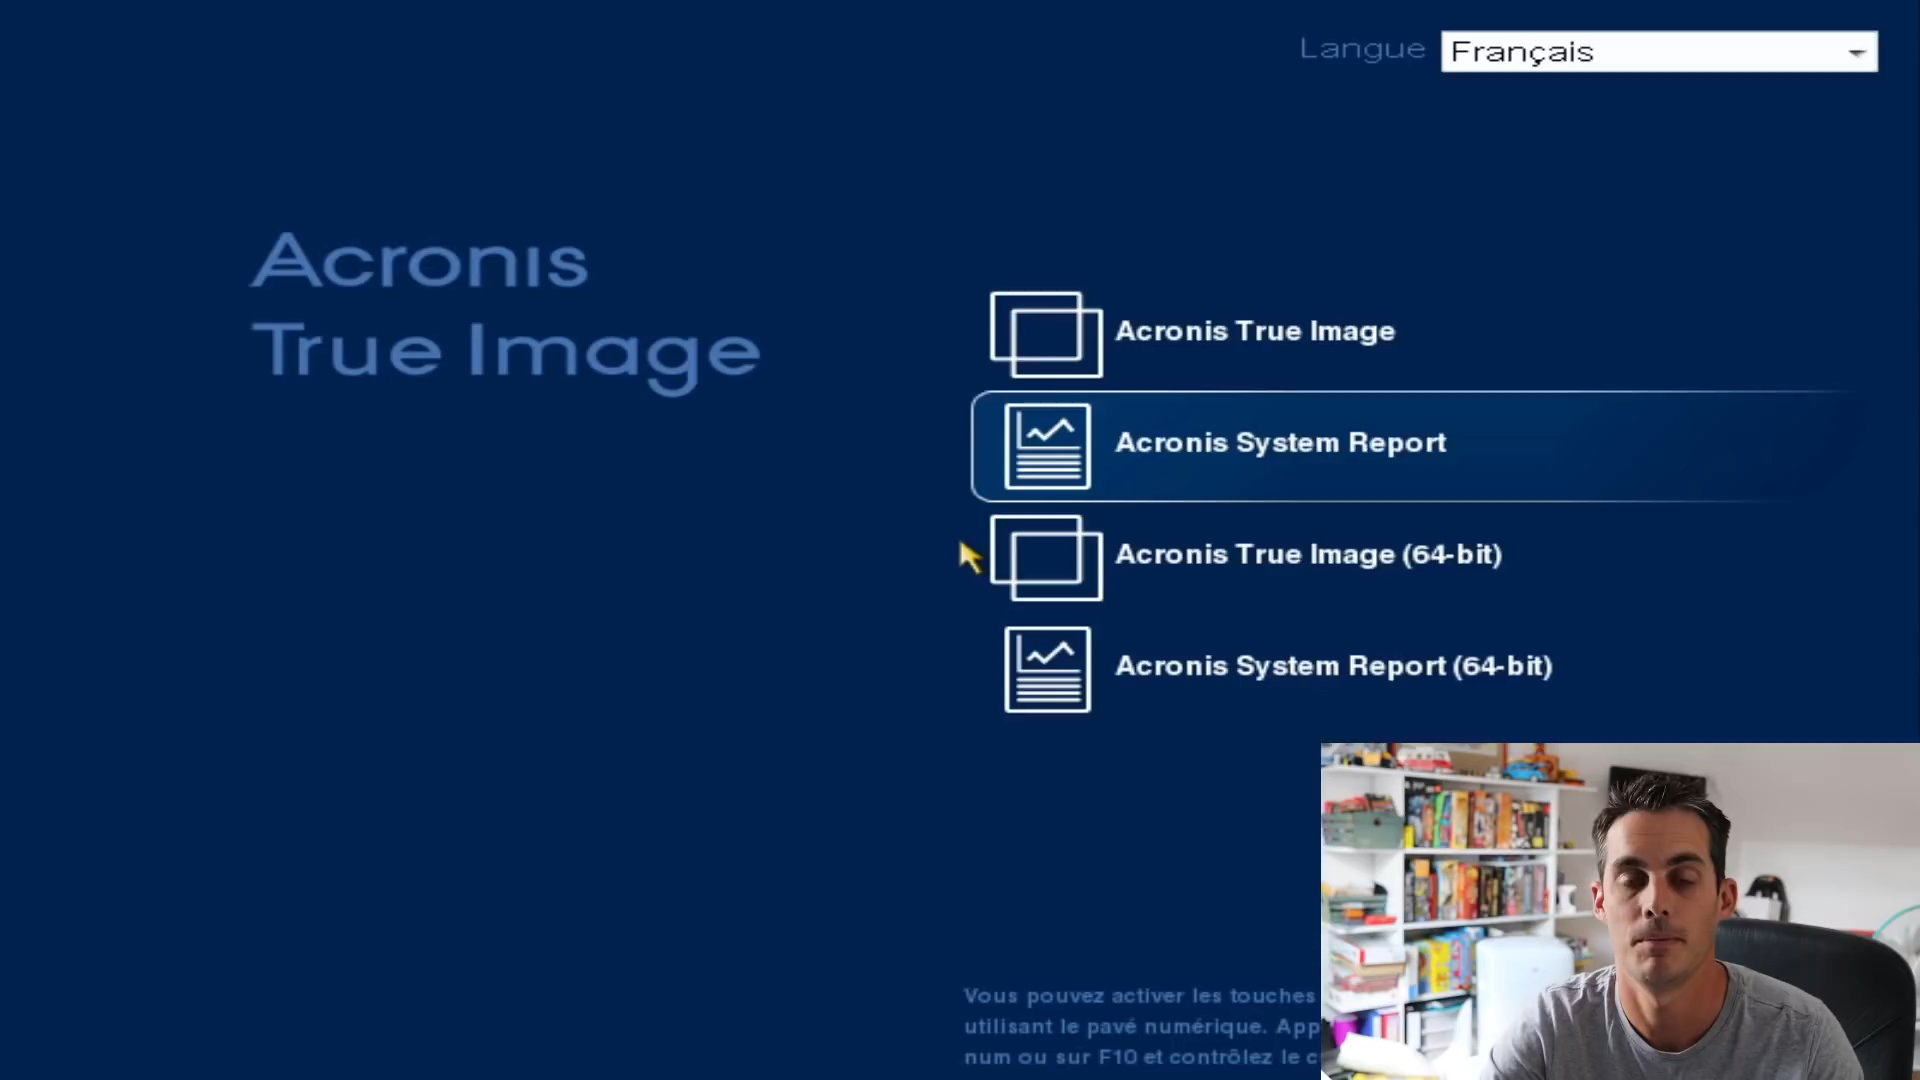 Langue Français
Acronis
True Image
Acronis True Image
Acronis System Report
Acronis True Image (64-bit)
Acronis System Report (64-bit)
Vous pouvez activer les touches
utilisant le pavé numérique. App
num ou sur F10 et contrôlez le c